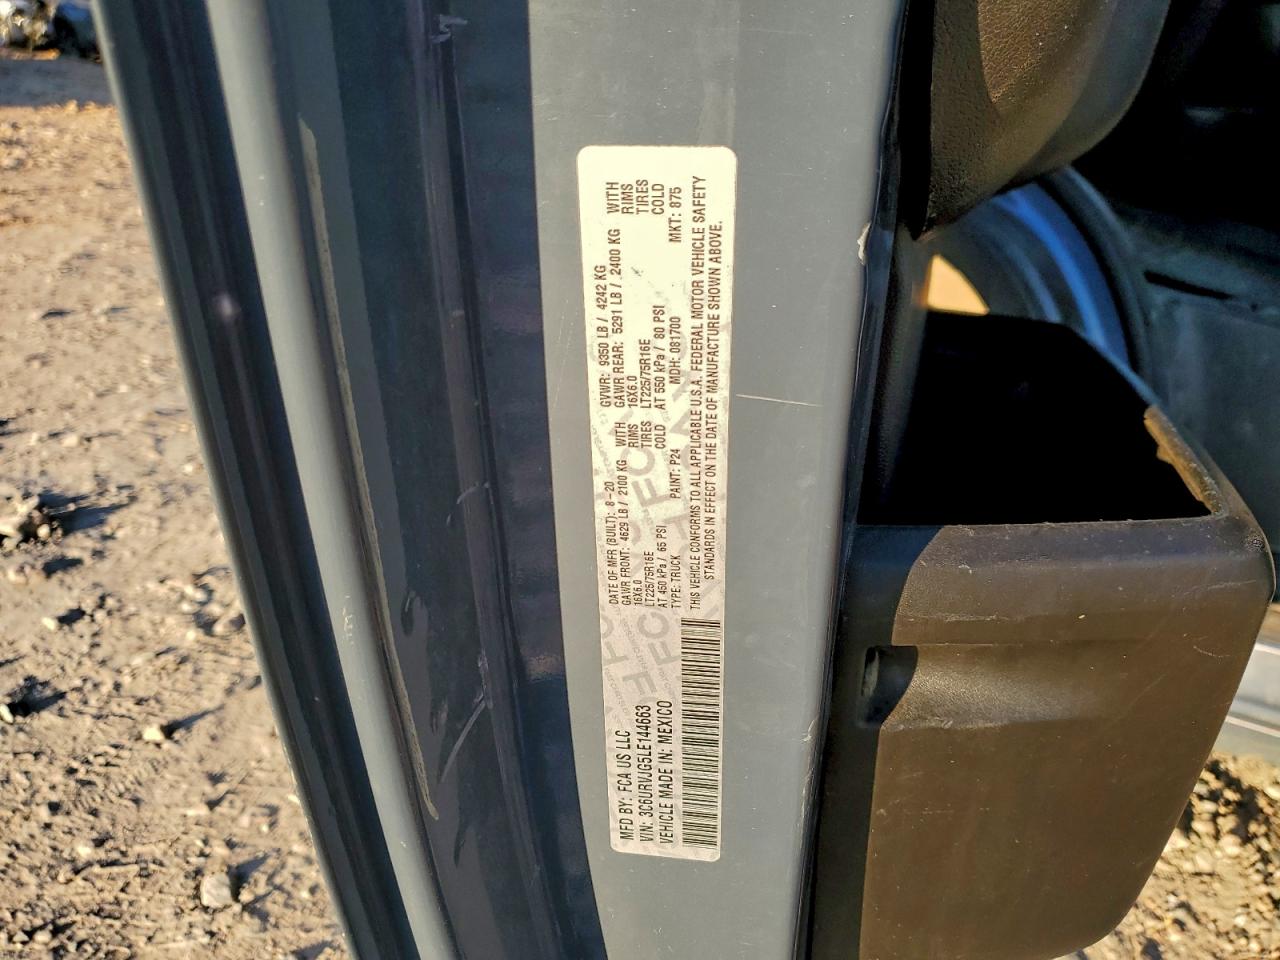 MFD BY: FCA US LLC
DATE OF MFR (BUILT): 8-20 GVWR: 9350 LB / 4242 KG
GAWR FRONT: 4629 LB / 2100 KG WITH GAWR REAR: 5291 LB / 2400 KG WITH
16X6.0 RIMS 16X6.0 RIMS
LT225/75R16E TIRES LT225/75R16E TIRES
AT 450 kPa / 65 PSI COLD AT 550 kPa / 80 PSI COLD
VIN: 3C6URVJG5LE144663
VEHICLE MADE IN: MEXICO
TYPE: TRUCK PAINT: P24 MDH: 081700 MKT: 875
THIS VEHICLE CONFORMS TO ALL APPLICABLE U.S.A. FEDERAL MOTOR VEHICLE SAFETY
STANDARDS IN EFFECT ON THE DATE OF MANUFACTURE SHOWN ABOVE.